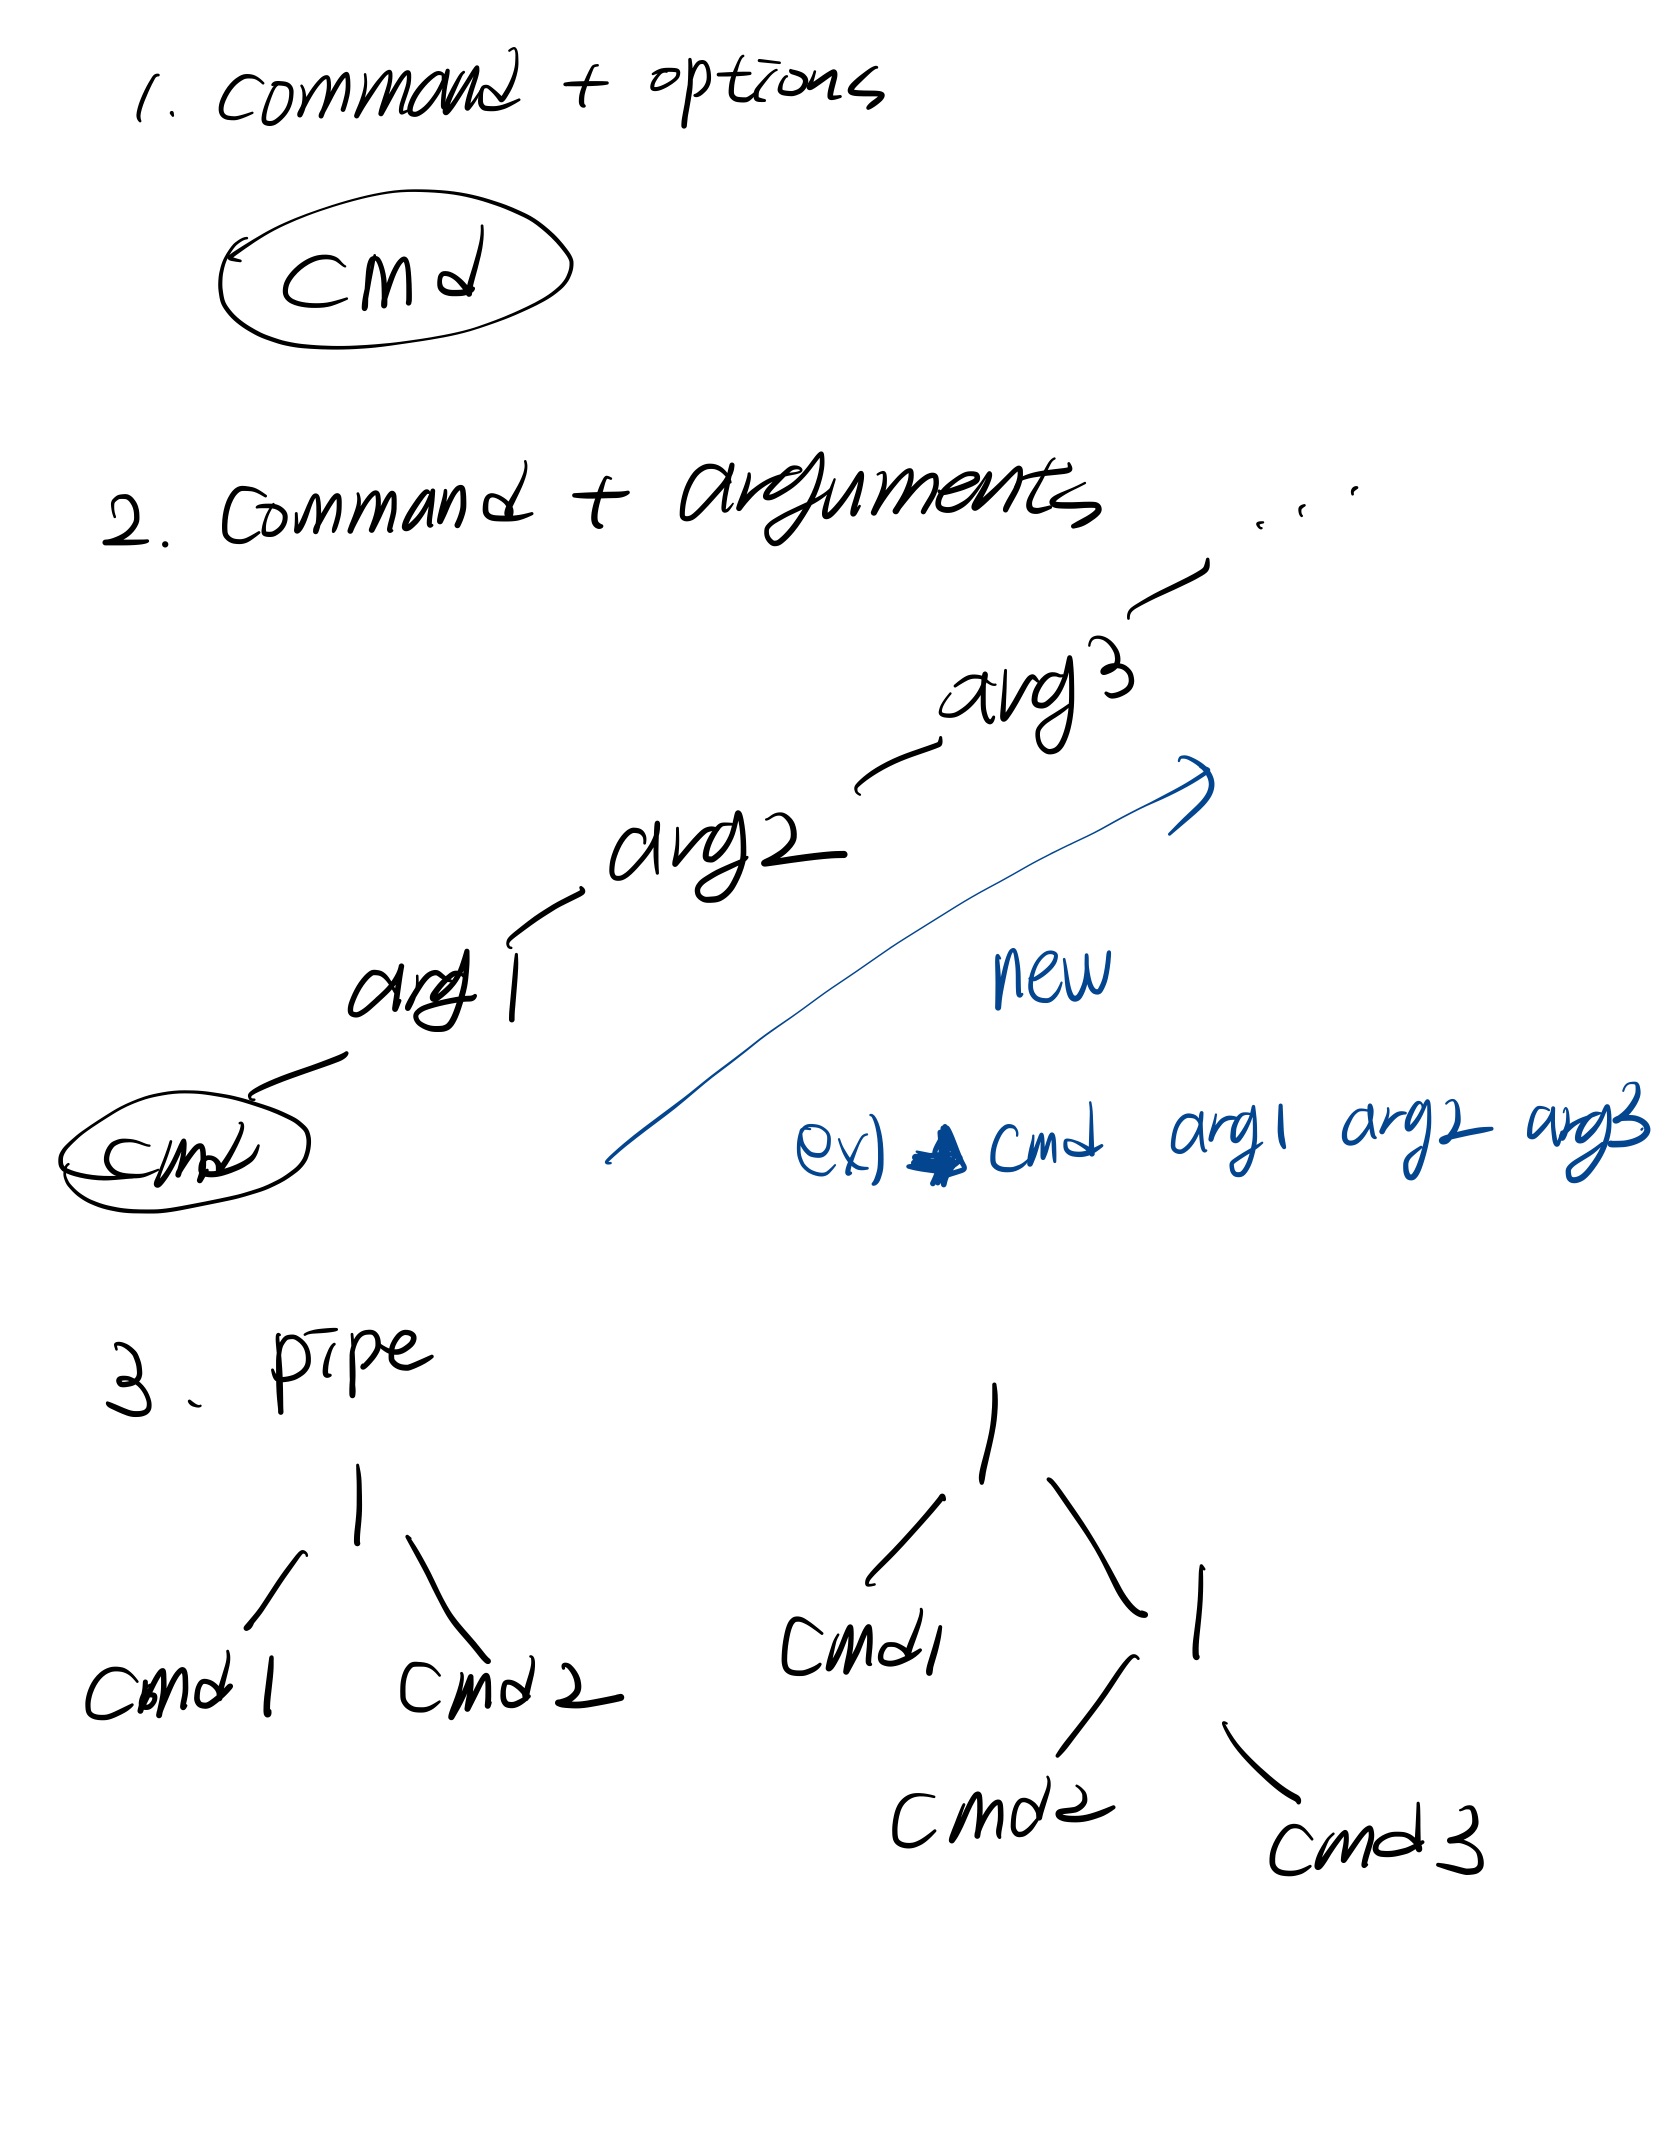 1. command + options
cmd
2. command + arguments
...
arg3
arg2
new
arg1
cmd
ex) cmd arg1 arg2 arg3
3. pipe
|
|
|
cmd1
cmd1 cmd2
cmd2
cmd3